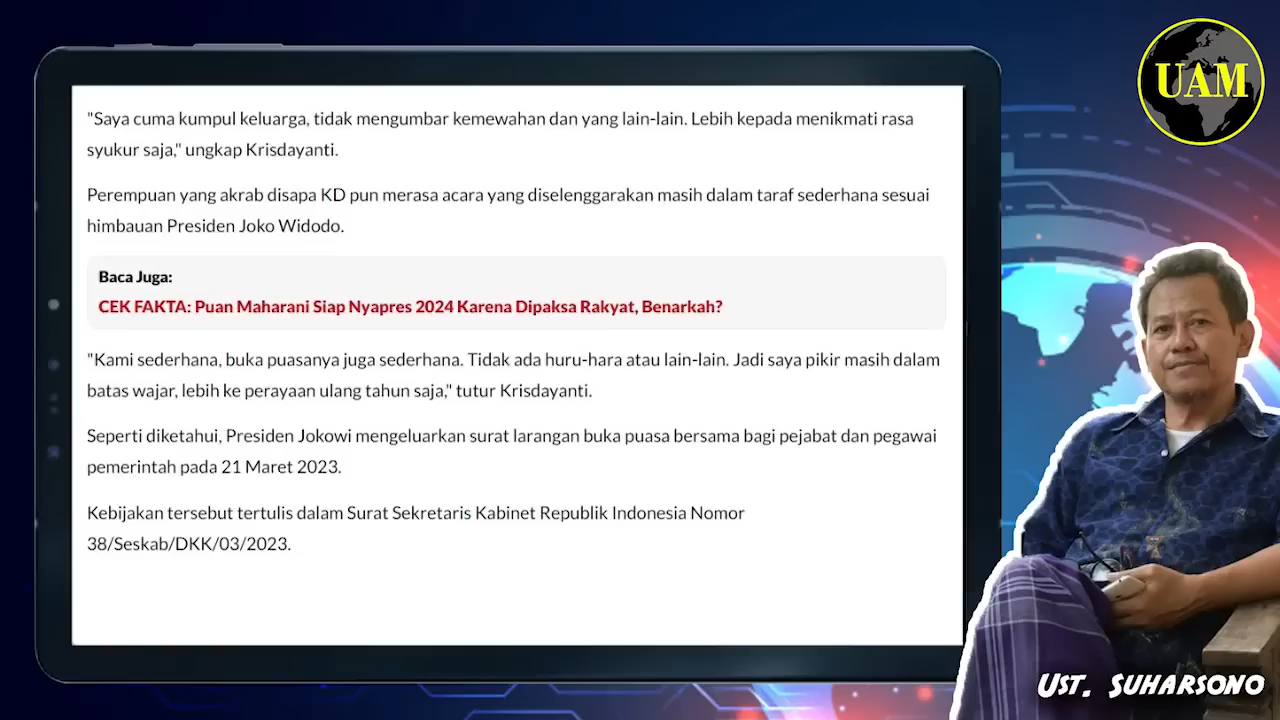 "Saya cuma kumpul keluarga, tidak mengumbar kemewahan dan yang lain-lain. Lebih kepada menikmati rasa
syukur saja," ungkap Krisdayanti.
Perempuan yang akrab disapa KD pun merasa acara yang diselenggarakan masih dalam taraf sederhana sesuai
himbauan Presiden Joko Widodo.
Baca Juga:
CEK FAKTA: Puan Maharani Siap Nyapres 2024 Karena Dipaksa Rakyat, Benarkah?
"Kami sederhana, buka puasanya juga sederhana. Tidak ada huru-hara atau lain-lain. Jadi saya pikir masih dalam
batas wajar, lebih ke perayaan ulang tahun saja," tutur Krisdayanti.
Seperti diketahui, Presiden Jokowi mengeluarkan surat larangan buka puasa bersama bagi pejabat dan pegawai
pemerintah pada 21 Maret 2023.
Kebijakan tersebut tertulis dalam Surat Sekretaris Kabinet Republik Indonesia Nomor
38/Seskab/DKK/03/2023.
UAM
UST. SUHARSONO